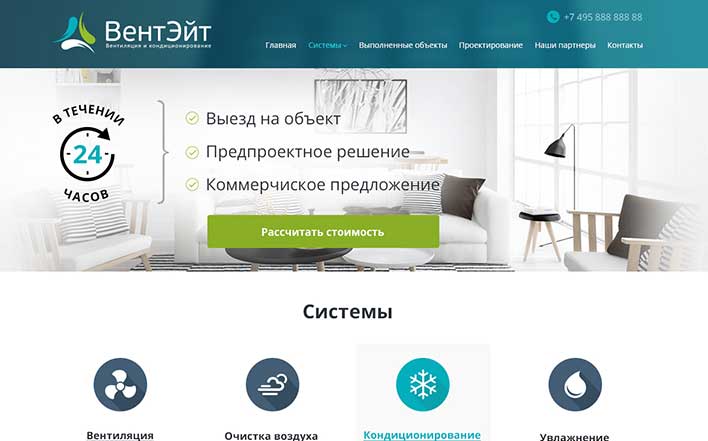 ВентЭйт
Вентиляция и кондиционирование
+7 495 888 888 88
Главная Системы Выполненные объекты Проектирование Наши партнеры Контакты
В ТЕЧЕНИИ
24
ЧАСОВ
Выезд на объект
Предпроектное решение
Коммерчиское предложение
Рассчитать стоимость
Системы
Вентиляция Очистка воздуха Кондиционирование Увлажнение